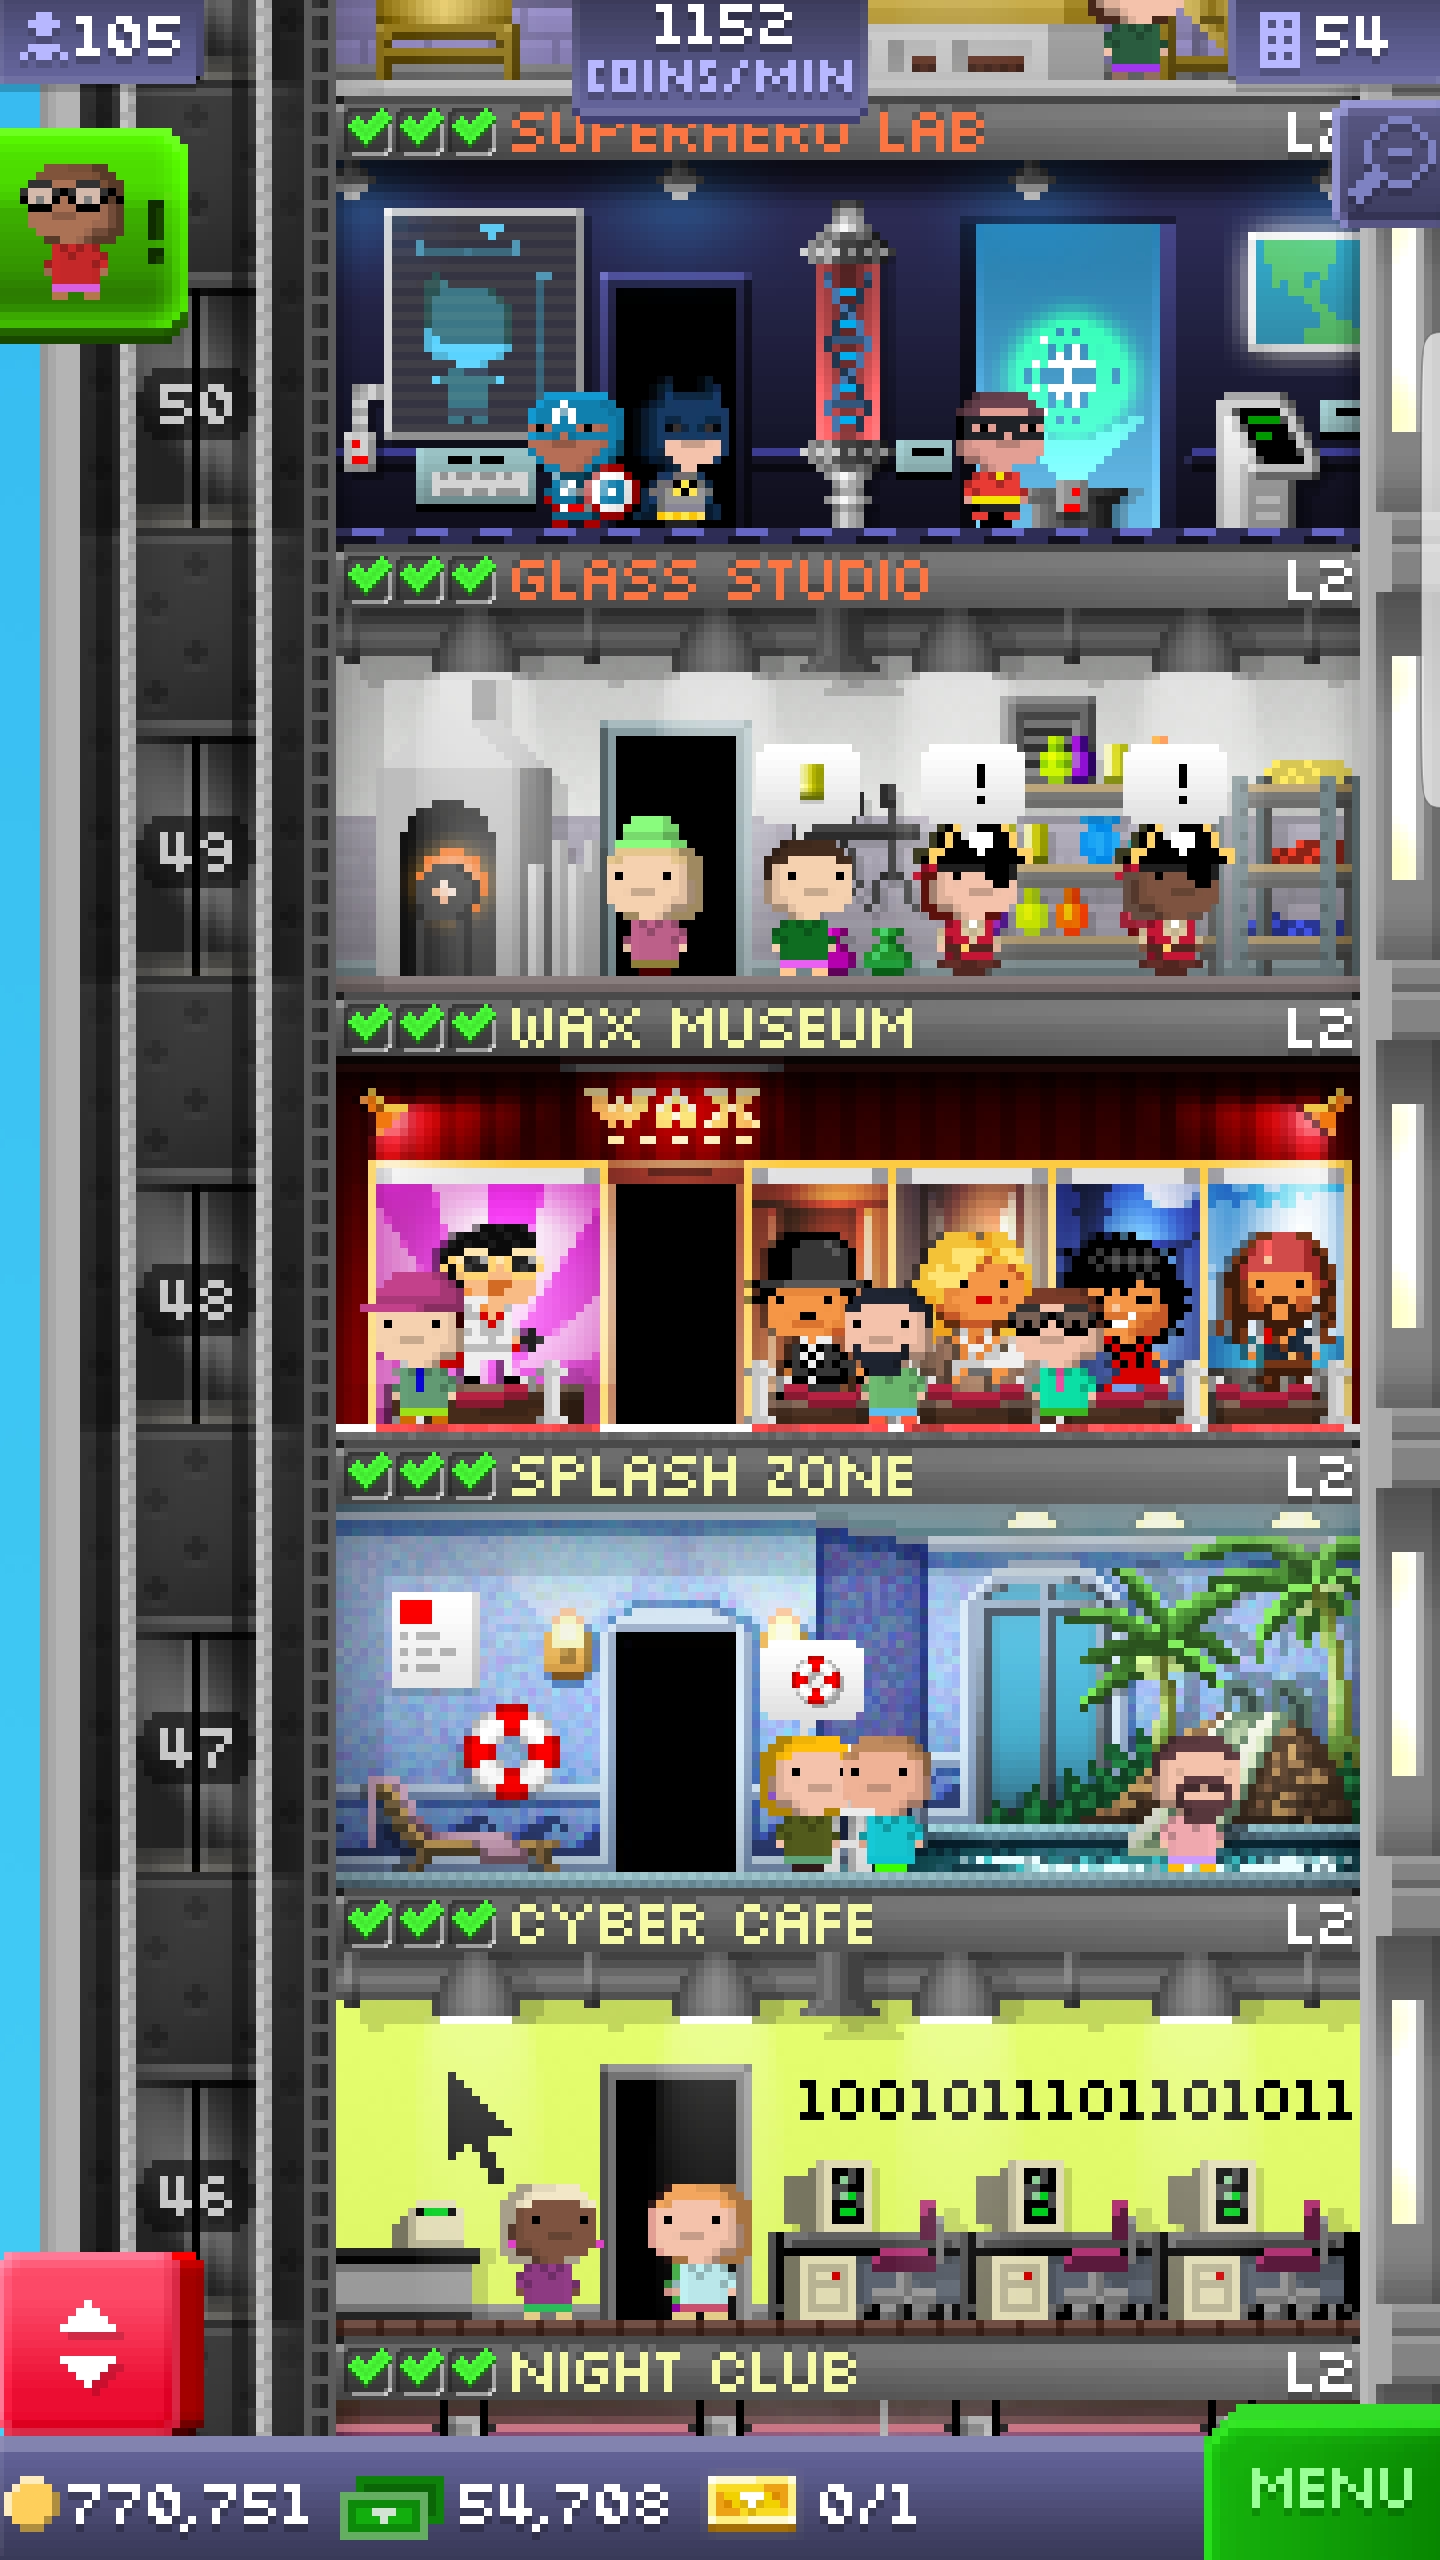 105
1152
COINS/MIN
54
SUPERHERO LAB
L2
50
!
GLASS STUDIO
L2
49
! !
WAX MUSEUM
L2
WAX
48
SPLASH ZONE
L2
47
CYBER CAFE
L2
1001011101101011
46
NIGHT CLUB
L2
770,751
54,708
0/1
MENU